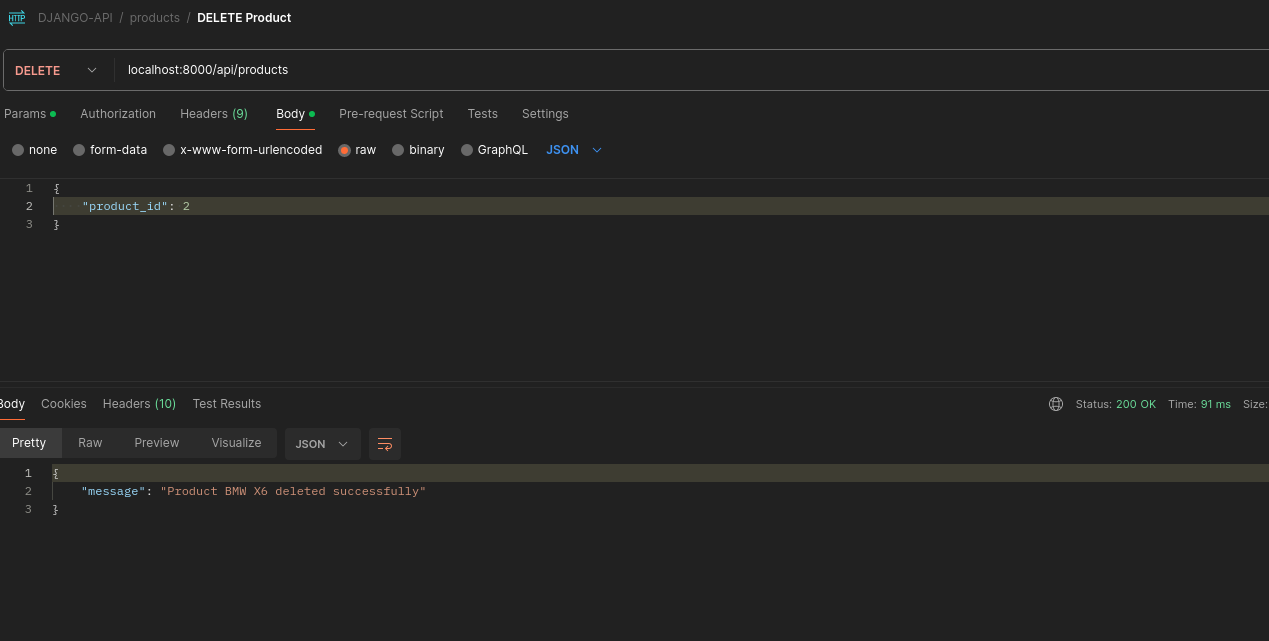 HTTP DJANGO-API / products / DELETE Product
DELETE localhost:8000/api/products
Params Authorization Headers (9) Body Pre-request Script Tests Settings
none form-data x-www-form-urlencoded raw binary GraphQL JSON
1 {
2 "product_id": 2
3 }
Body Cookies Headers (10) Test Results Status: 200 OK Time: 91 ms Size:
Pretty Raw Preview Visualize JSON
1 {
2 "message": "Product BMW X6 deleted successfully"
3 }